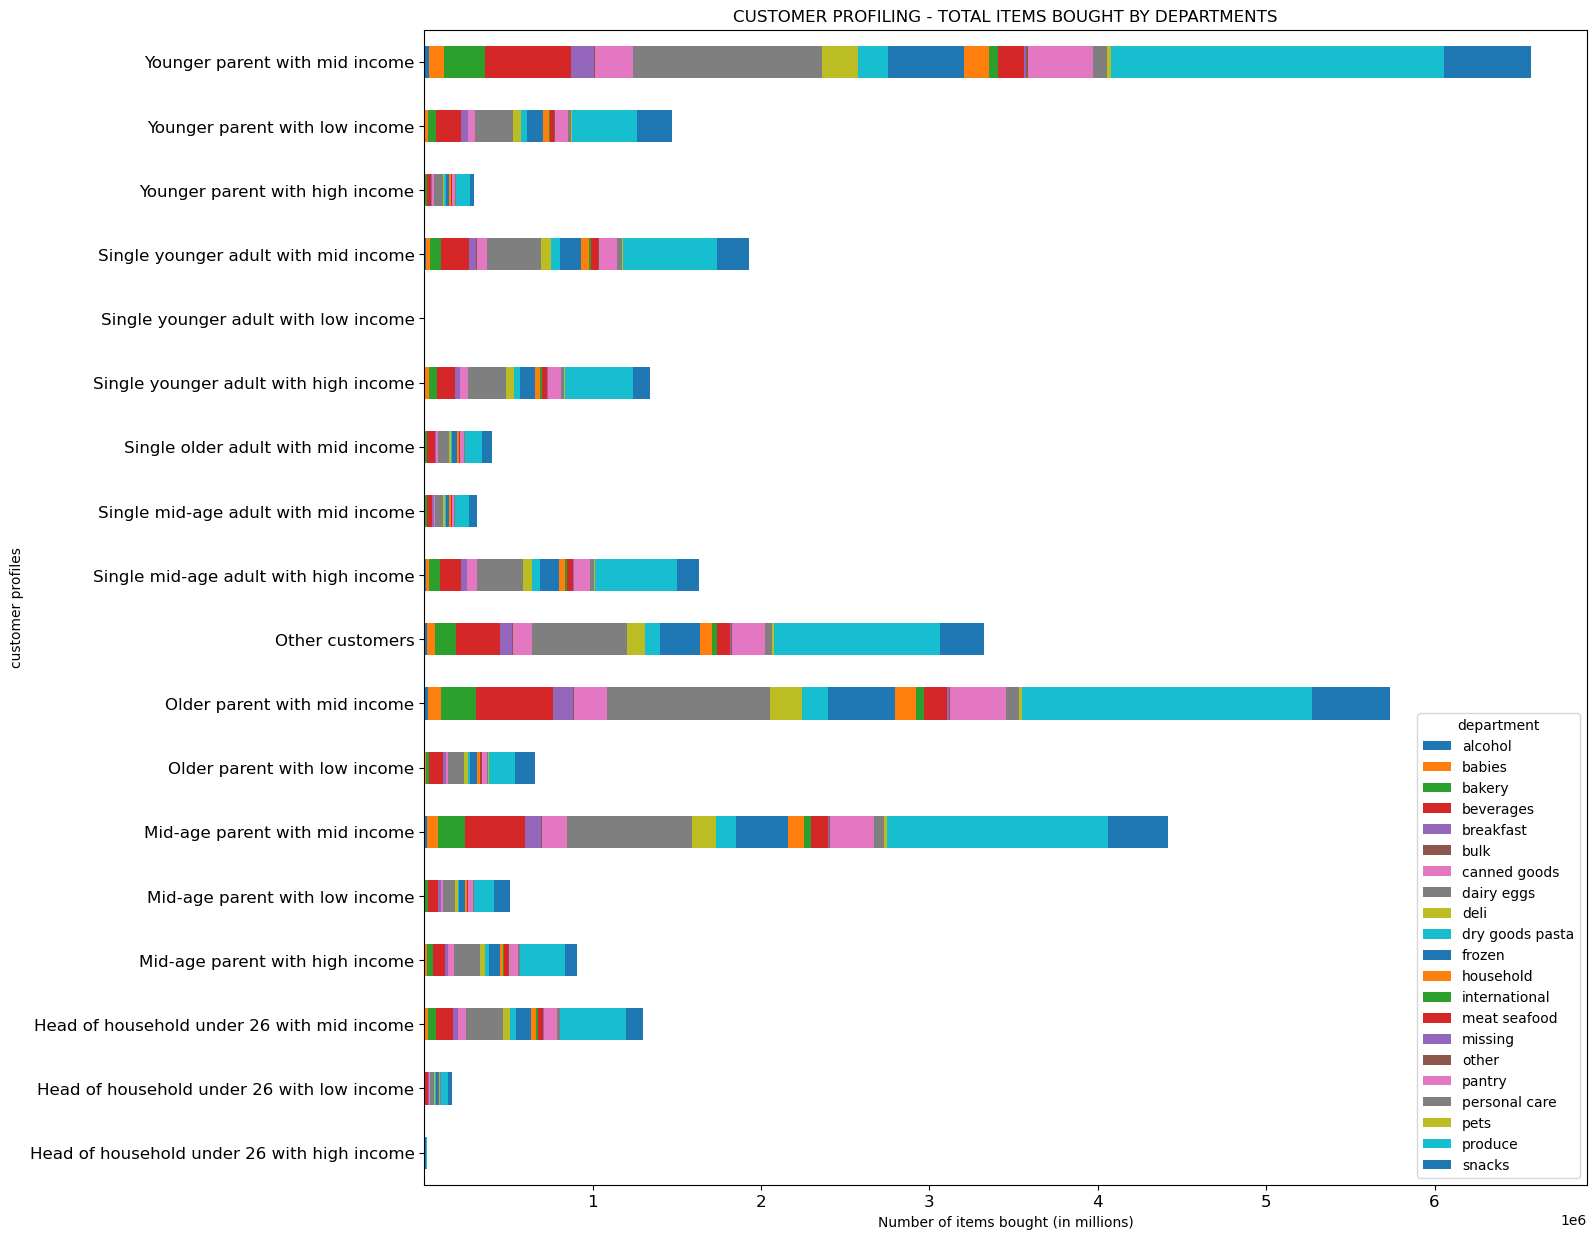 CUSTOMER PROFILING - TOTAL ITEMS BOUGHT BY DEPARTMENTS
customer profiles
Younger parent with mid income
Younger parent with low income
Younger parent with high income
Single younger adult with mid income
Single younger adult with low income
Single younger adult with high income
Single older adult with mid income
Single mid-age adult with mid income
Single mid-age adult with high income
Other customers
Older parent with mid income
Older parent with low income
Mid-age parent with mid income
Mid-age parent with low income
Mid-age parent with high income
Head of household under 26 with mid income
Head of household under 26 with low income
Head of household under 26 with high income
department
alcohol
babies
bakery
beverages
breakfast
bulk
canned goods
dairy eggs
deli
dry goods pasta
frozen
household
international
meat seafood
missing
other
pantry
personal care
pets
produce
snacks
1 2 3 4 5 6
Number of items bought (in millions)
1e6